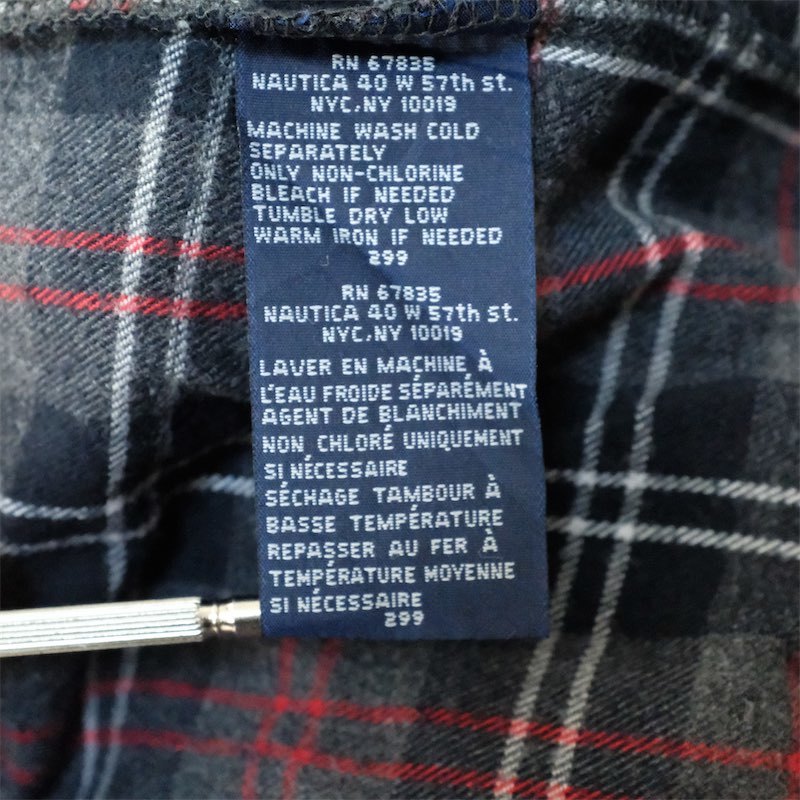 RN 67835
NAUTICA 40 W 57th st.
NYC, NY 10019
MACHINE WASH COLD
SEPARATELY
ONLY NON-CHLORINE
BLEACH IF NEEDED
TUMBLE DRY LOW
WARM IRON IF NEEDED
299
RN 67835
NAUTICA 40 W 57th st.
NYC, NY 10019
LAVER EN MACHINE À
L'EAU FROIDE SÉPARÉMENT
AGENT DE BLANCHIMENT
NON CHLORÉ UNIQUEMENT
SI NÉCESSAIRE
SÉCHAGE TAMBOUR À
BASSE TEMPÉRATURE
REPASSER AU FER À
TEMPÉRATURE MOYENNE
SI NÉCESSAIRE
299